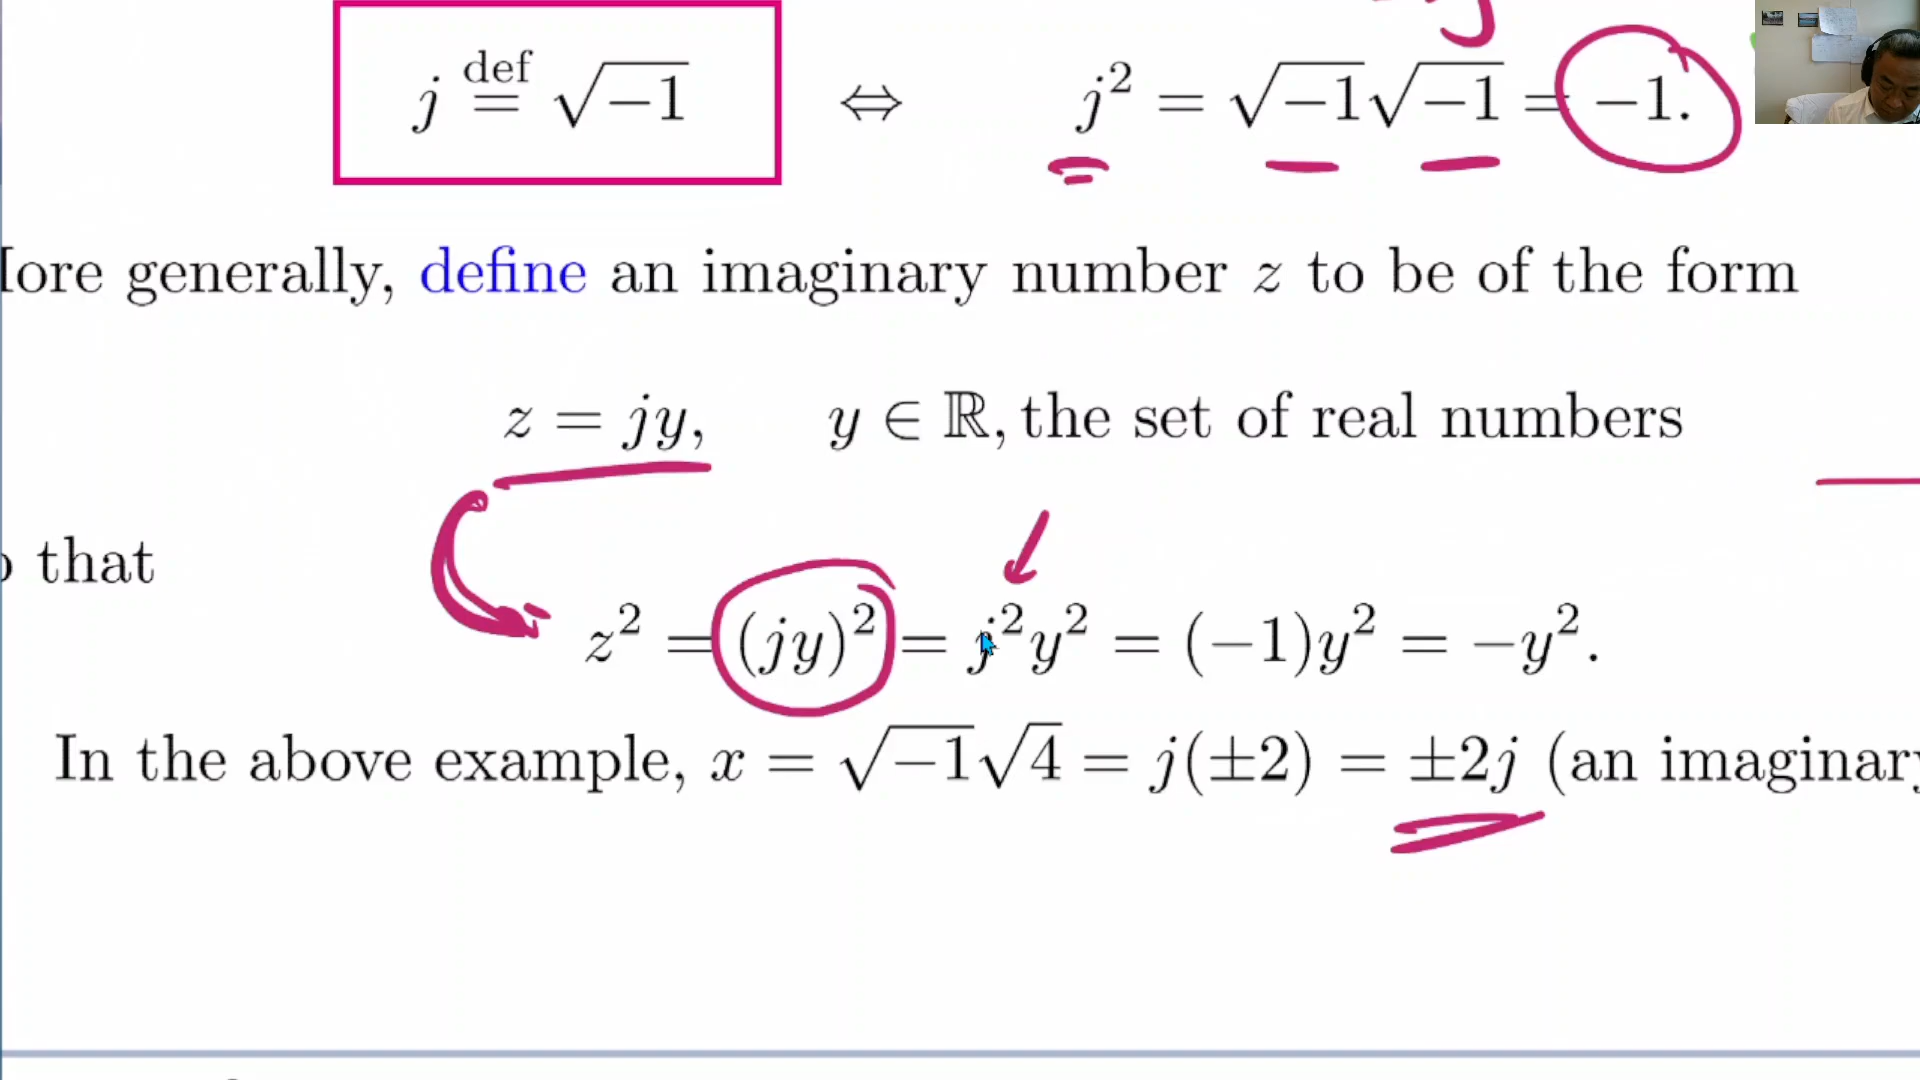 j def= √−1 ⇔ j² = √−1√−1 = −1.
ore generally, define an imaginary number z to be of the form
z = jy, y ∈ ℝ, the set of real numbers
that
z² = (jy)² = j²y² = (−1)y² = −y².
In the above example, x = √−1√4 = j(±2) = ±2j (an imaginary